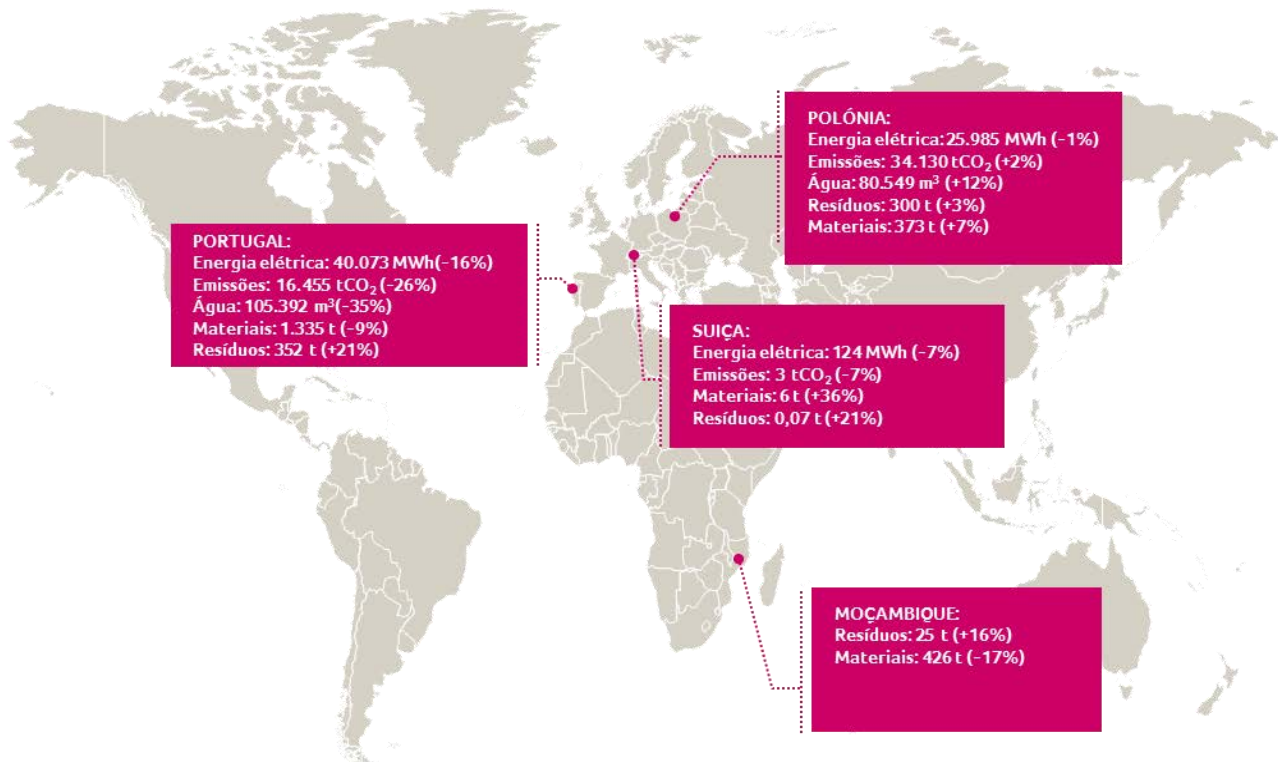 POLÓNIA:
Energia elétrica: 25.985 MWh (-1%)
Emissões: 34.130 tCO₂ (+2%)
Água: 80.549 m³ (+12%)
Resíduos: 300 t (+3%)
Materiais: 373 t (+7%)
PORTUGAL:
Energia elétrica: 40.073 MWh(-16%)
Emissões: 16.455 tCO₂ (-26%)
Água: 105.392 m³(-35%)
Materiais: 1.335 t (-9%)
Resíduos: 352 t (+21%)
SUIÇA:
Energia elétrica: 124 MWh (-7%)
Emissões: 3 tCO₂ (-7%)
Materiais: 6 t (+36%)
Resíduos: 0,07 t (+21%)
MOÇAMBIQUE:
Resíduos: 25 t (+16%)
Materiais: 426 t (-17%)